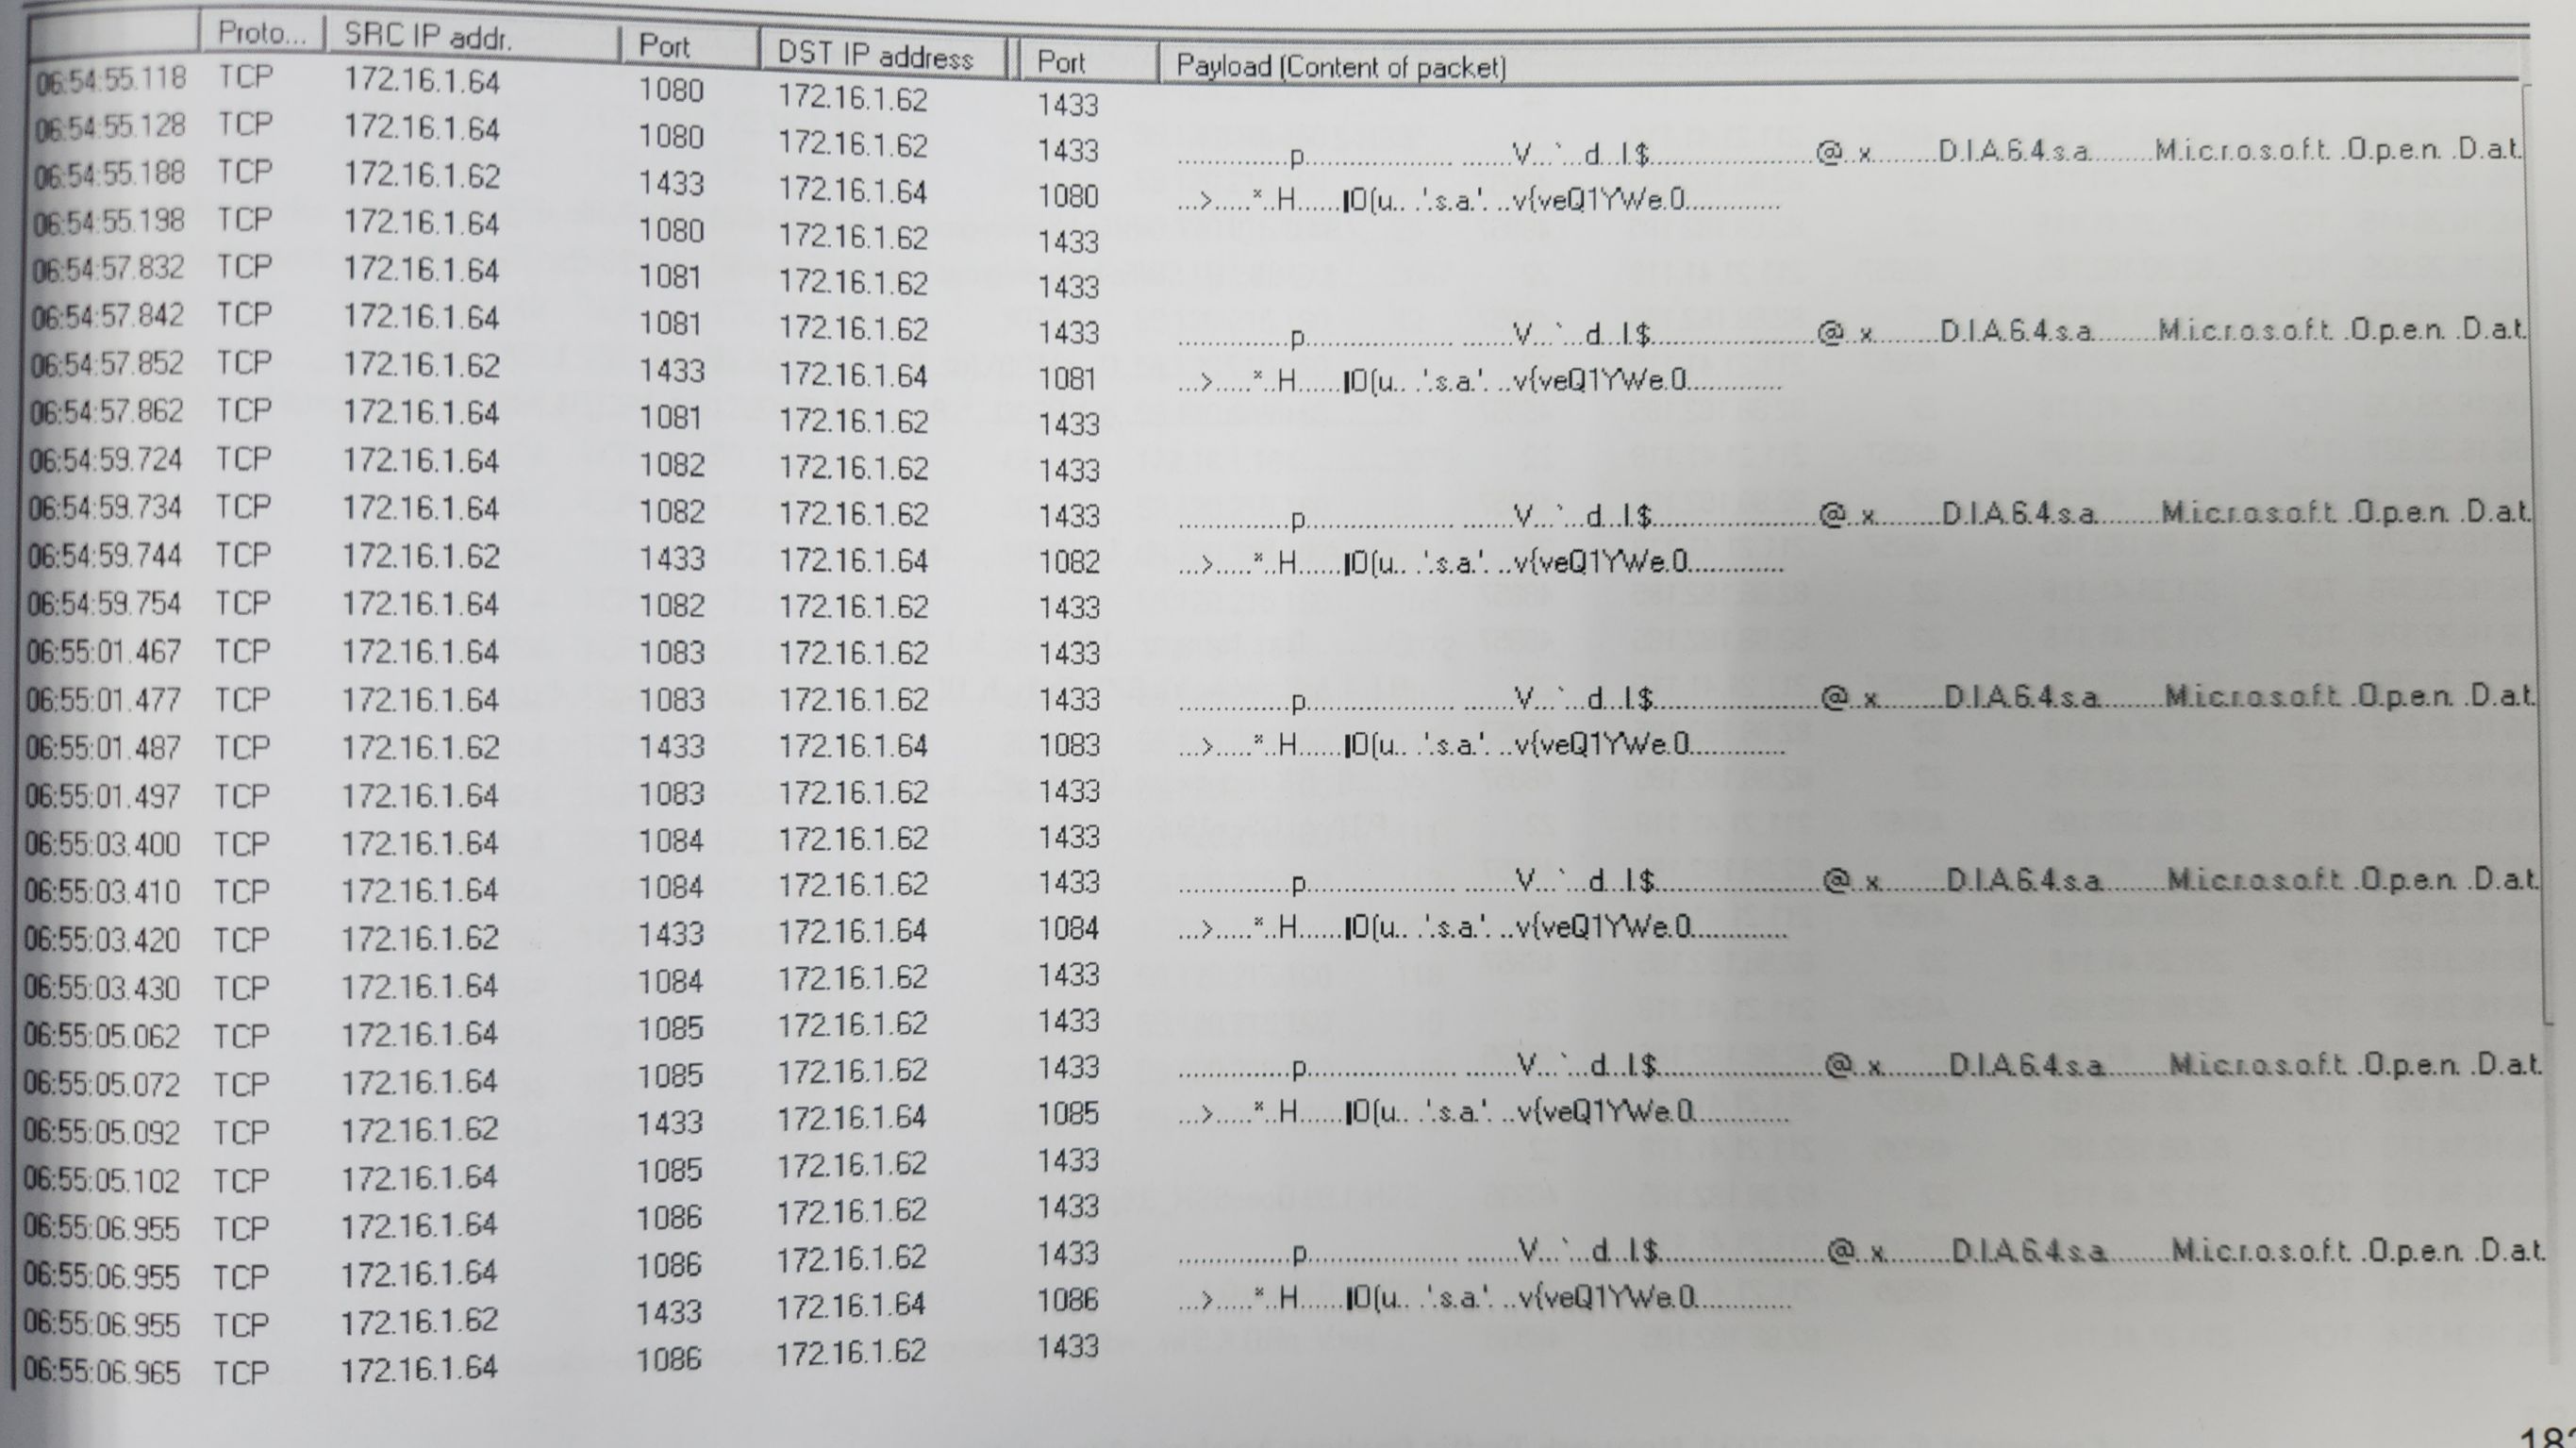 Proto... SRC IP addr. Port DST IP address Port Payload (Content of packet)
06:54:55.118 TCP 172.16.1.64 1080 172.16.1.62 1433
06:54:55.128 TCP 172.16.1.64 1080 172.16.1.62 1433 ................p...................... .......V...`...d...I$.........................@..x..........D.I.A.6.4.s.a.........M.i.c.r.o.s.o.f.t. .O.p.e.n. .D.a.t.
06:54:55.188 TCP 172.16.1.62 1433 172.16.1.64 1080 ...>.....*..H......‖O(u.. .'.s.a.'. ..v{veQ1YWe.0..............
06:54:55.198 TCP 172.16.1.64 1080 172.16.1.62 1433
06:54:57.832 TCP 172.16.1.64 1081 172.16.1.62 1433
06:54:57.842 TCP 172.16.1.64 1081 172.16.1.62 1433 ................p...................... .......V...`...d...I$.........................@..x..........D.I.A.6.4.s.a.........M.i.c.r.o.s.o.f.t. .O.p.e.n. .D.a.t.
06:54:57.852 TCP 172.16.1.62 1433 172.16.1.64 1081 ...>.....*..H......‖O(u.. .'.s.a.'. ..v{veQ1YWe.0..............
06:54:57.862 TCP 172.16.1.64 1081 172.16.1.62 1433
06:54:59.724 TCP 172.16.1.64 1082 172.16.1.62 1433
06:54:59.734 TCP 172.16.1.64 1082 172.16.1.62 1433 ................p...................... .......V...`...d...I$.........................@..x..........D.I.A.6.4.s.a.........M.i.c.r.o.s.o.f.t. .O.p.e.n. .D.a.t.
06:54:59.744 TCP 172.16.1.62 1433 172.16.1.64 1082 ...>.....*..H......‖O(u.. .'.s.a.'. ..v{veQ1YWe.0..............
06:54:59.754 TCP 172.16.1.64 1082 172.16.1.62 1433
06:55:01.467 TCP 172.16.1.64 1083 172.16.1.62 1433
06:55:01.477 TCP 172.16.1.64 1083 172.16.1.62 1433 ................p...................... .......V...`...d...I$.........................@..x..........D.I.A.6.4.s.a.........M.i.c.r.o.s.o.f.t. .O.p.e.n. .D.a.t.
06:55:01.487 TCP 172.16.1.62 1433 172.16.1.64 1083 ...>.....*..H......‖O(u.. .'.s.a.'. ..v{veQ1YWe.0..............
06:55:01.497 TCP 172.16.1.64 1083 172.16.1.62 1433
06:55:03.400 TCP 172.16.1.64 1084 172.16.1.62 1433
06:55:03.410 TCP 172.16.1.64 1084 172.16.1.62 1433 ................p...................... .......V...`...d...I$.........................@..x..........D.I.A.6.4.s.a.........M.i.c.r.o.s.o.f.t. .O.p.e.n. .D.a.t.
06:55:03.420 TCP 172.16.1.62 1433 172.16.1.64 1084 ...>.....*..H......‖O(u.. .'.s.a.'. ..v{veQ1YWe.0..............
06:55:03.430 TCP 172.16.1.64 1084 172.16.1.62 1433
06:55:05.062 TCP 172.16.1.64 1085 172.16.1.62 1433
06:55:05.072 TCP 172.16.1.64 1085 172.16.1.62 1433 ................p...................... .......V...`...d...I$.........................@..x..........D.I.A.6.4.s.a.........M.i.c.r.o.s.o.f.t. .O.p.e.n. .D.a.t.
06:55:05.092 TCP 172.16.1.62 1433 172.16.1.64 1085 ...>.....*..H......‖O(u.. .'.s.a.'. ..v{veQ1YWe.0..............
06:55:05.102 TCP 172.16.1.64 1085 172.16.1.62 1433
06:55:06.955 TCP 172.16.1.64 1086 172.16.1.62 1433
06:55:06.955 TCP 172.16.1.64 1086 172.16.1.62 1433 ................p...................... .......V...`...d...I$.........................@..x..........D.I.A.6.4.s.a.........M.i.c.r.o.s.o.f.t. .O.p.e.n. .D.a.t.
06:55:06.955 TCP 172.16.1.62 1433 172.16.1.64 1086 ...>.....*..H......‖O(u.. .'.s.a.'. ..v{veQ1YWe.0..............
06:55:06.965 TCP 172.16.1.64 1086 172.16.1.62 1433